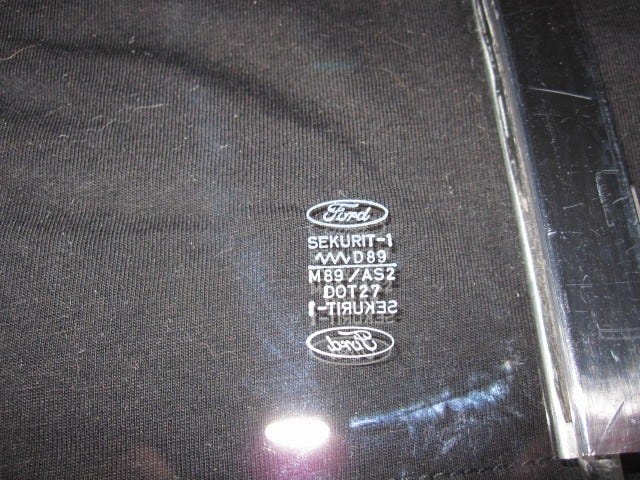 Ford
SEKURIT-1
D89
M89/AS2
DOT27
SEKURIT-1
Ford